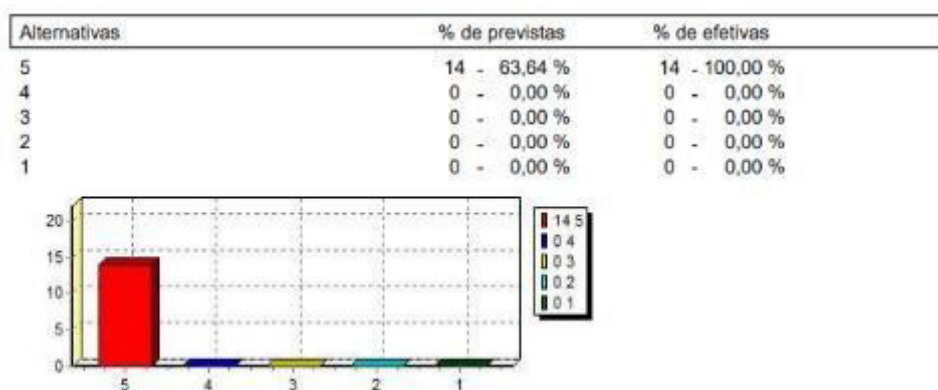 Alternativas % de previstas % de efetivas
5 14 - 63,64 % 14 - 100,00 %
4 0 - 0,00 % 0 - 0,00 %
3 0 - 0,00 % 0 - 0,00 %
2 0 - 0,00 % 0 - 0,00 %
1 0 - 0,00 % 0 - 0,00 %
20
15
10
5
0
5 4 3 2 1
14 5
0 4
0 3
0 2
0 1